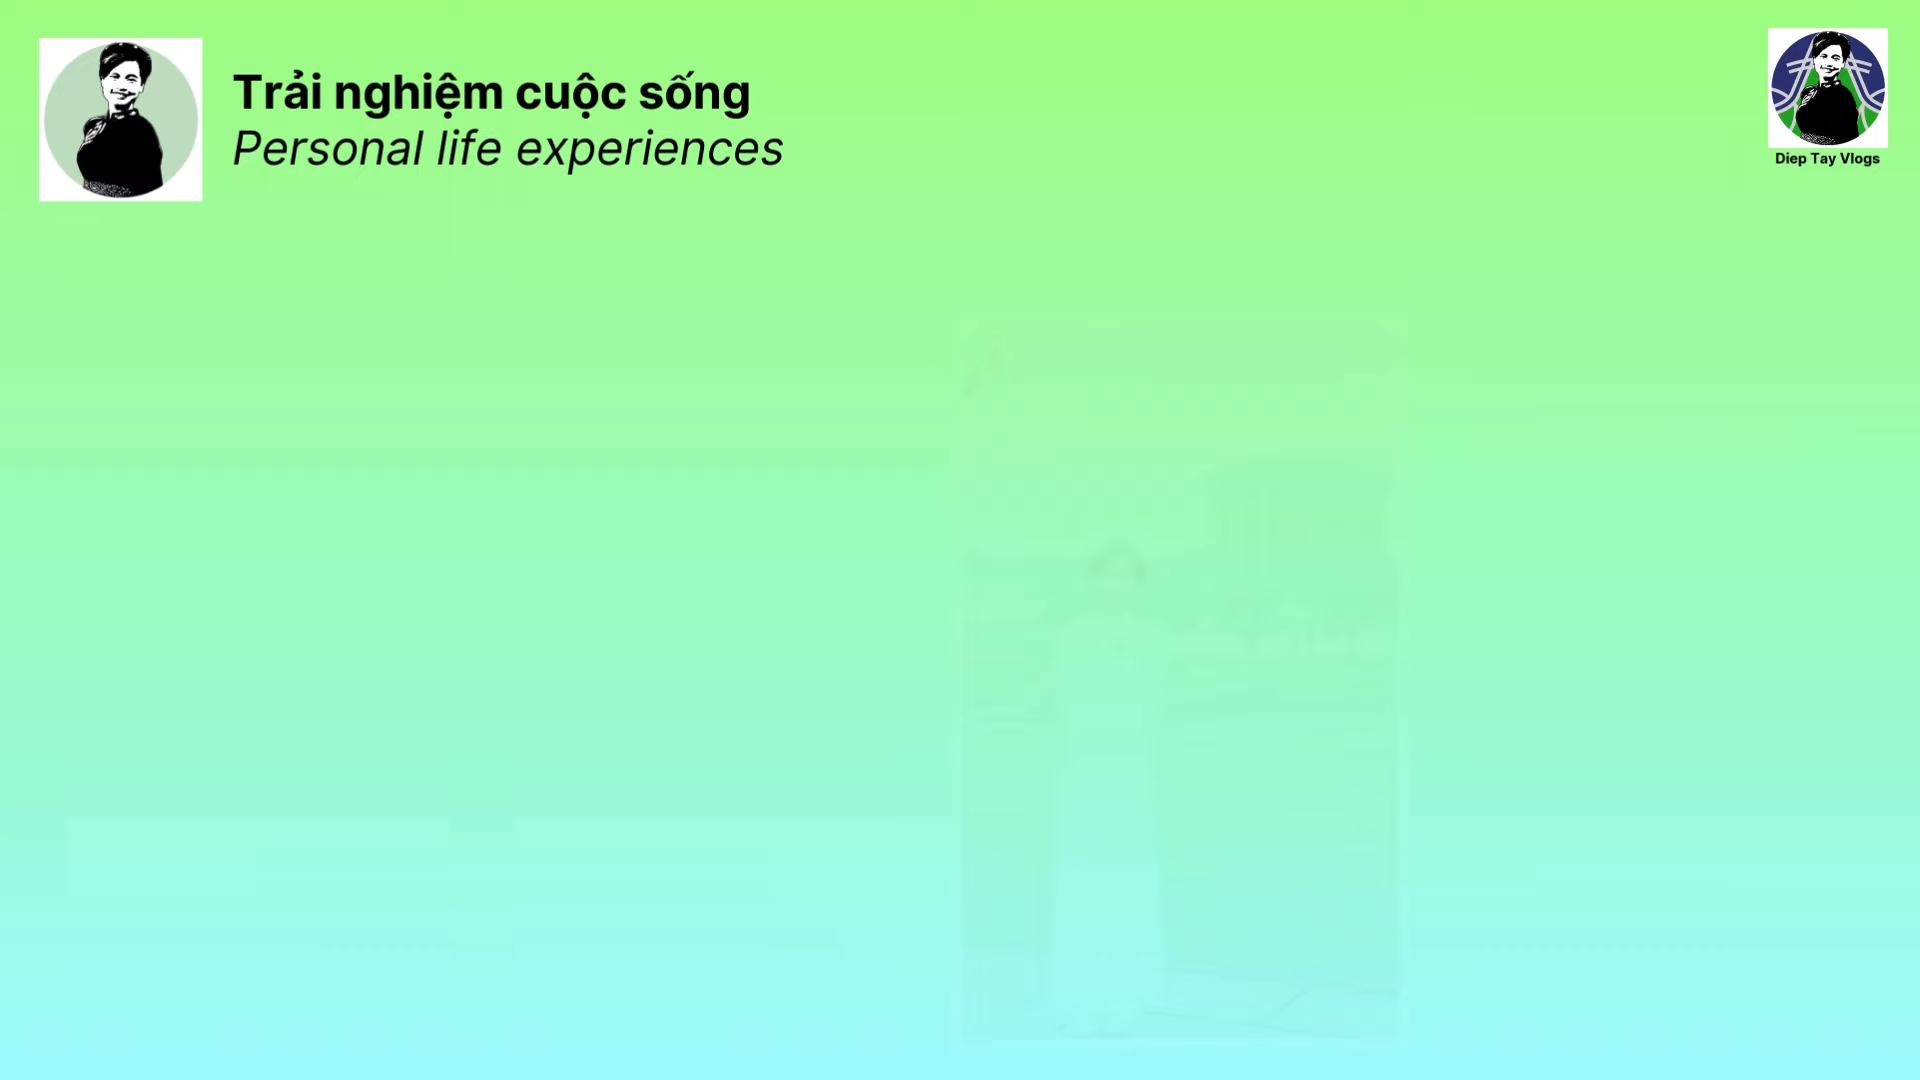 Trải nghiệm cuộc sống
Personal life experiences
Diep Tay Vlogs